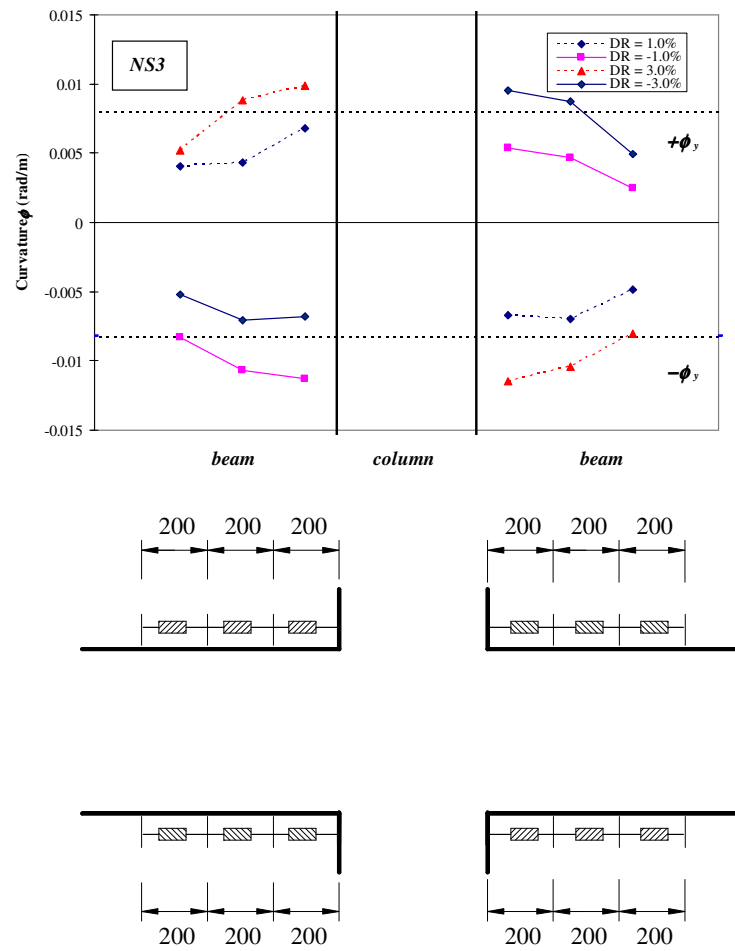 0.015
NS3
DR = 1.0%
DR = -1.0%
DR = 3.0%
DR = -3.0%
0.01
+ϕ y
0.005
0
-0.005
-0.01
-ϕ y
-0.015
Curvature ϕ (rad/m)
beam column beam
200 200 200 200 200 200
200 200 200 200 200 200